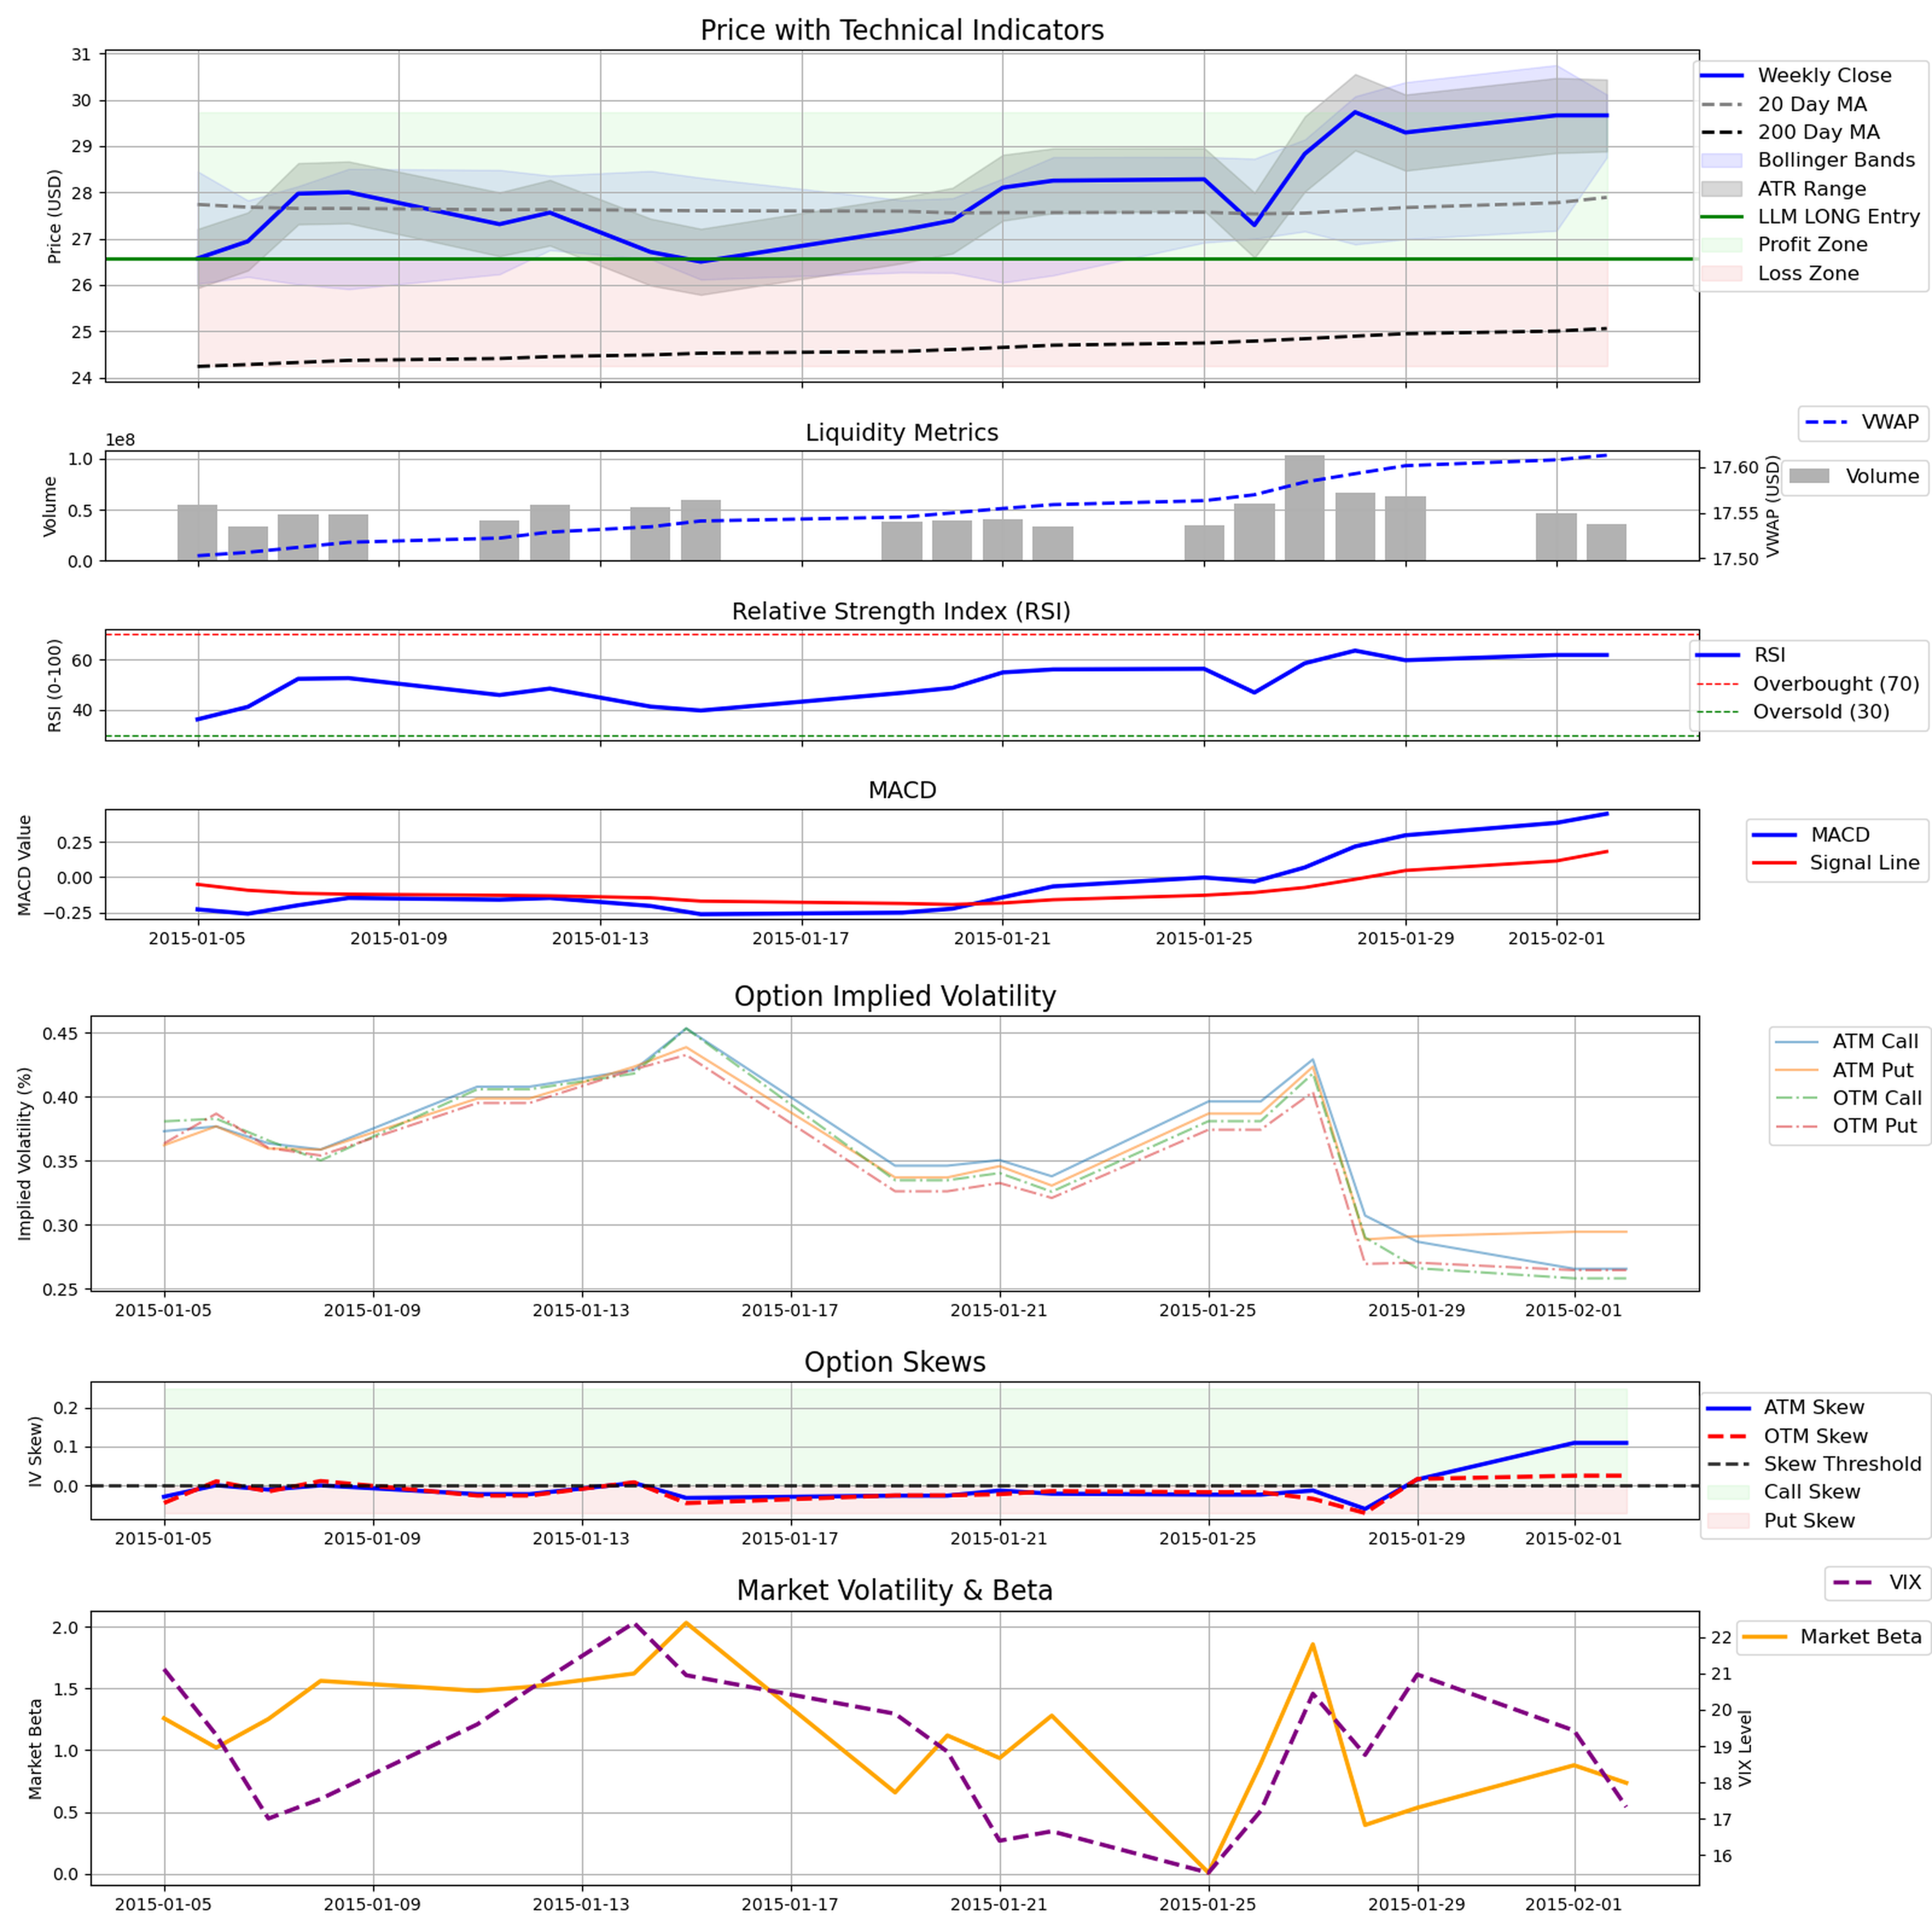 Price with Technical Indicators
31
30
29
28
27
26
25
24
Price (USD)
Weekly Close
20 Day MA
200 Day MA
Bollinger Bands
ATR Range
LLM LONG Entry
Profit Zone
Loss Zone
VWAP
Liquidity Metrics
1e8
1.0
0.5
0.0
Volume
17.60
17.55
17.50
VWAP (USD)
Volume
Relative Strength Index (RSI)
60
40
RSI (0-100)
RSI
Overbought (70)
Oversold (30)
MACD
0.25
0.00
−0.25
MACD Value
MACD
Signal Line
2015-01-05 2015-01-09 2015-01-13 2015-01-17 2015-01-21 2015-01-25 2015-01-29 2015-02-01
Option Implied Volatility
0.45
0.40
0.35
0.30
0.25
Implied Volatility (%)
ATM Call
ATM Put
OTM Call
OTM Put
2015-01-05 2015-01-09 2015-01-13 2015-01-17 2015-01-21 2015-01-25 2015-01-29 2015-02-01
Option Skews
0.2
0.1
0.0
IV Skew)
ATM Skew
OTM Skew
Skew Threshold
Call Skew
Put Skew
2015-01-05 2015-01-09 2015-01-13 2015-01-17 2015-01-21 2015-01-25 2015-01-29 2015-02-01
VIX
Market Volatility & Beta
2.0
1.5
1.0
0.5
0.0
Market Beta
22
21
20
19
18
17
16
VIX Level
Market Beta
2015-01-05 2015-01-09 2015-01-13 2015-01-17 2015-01-21 2015-01-25 2015-01-29 2015-02-01